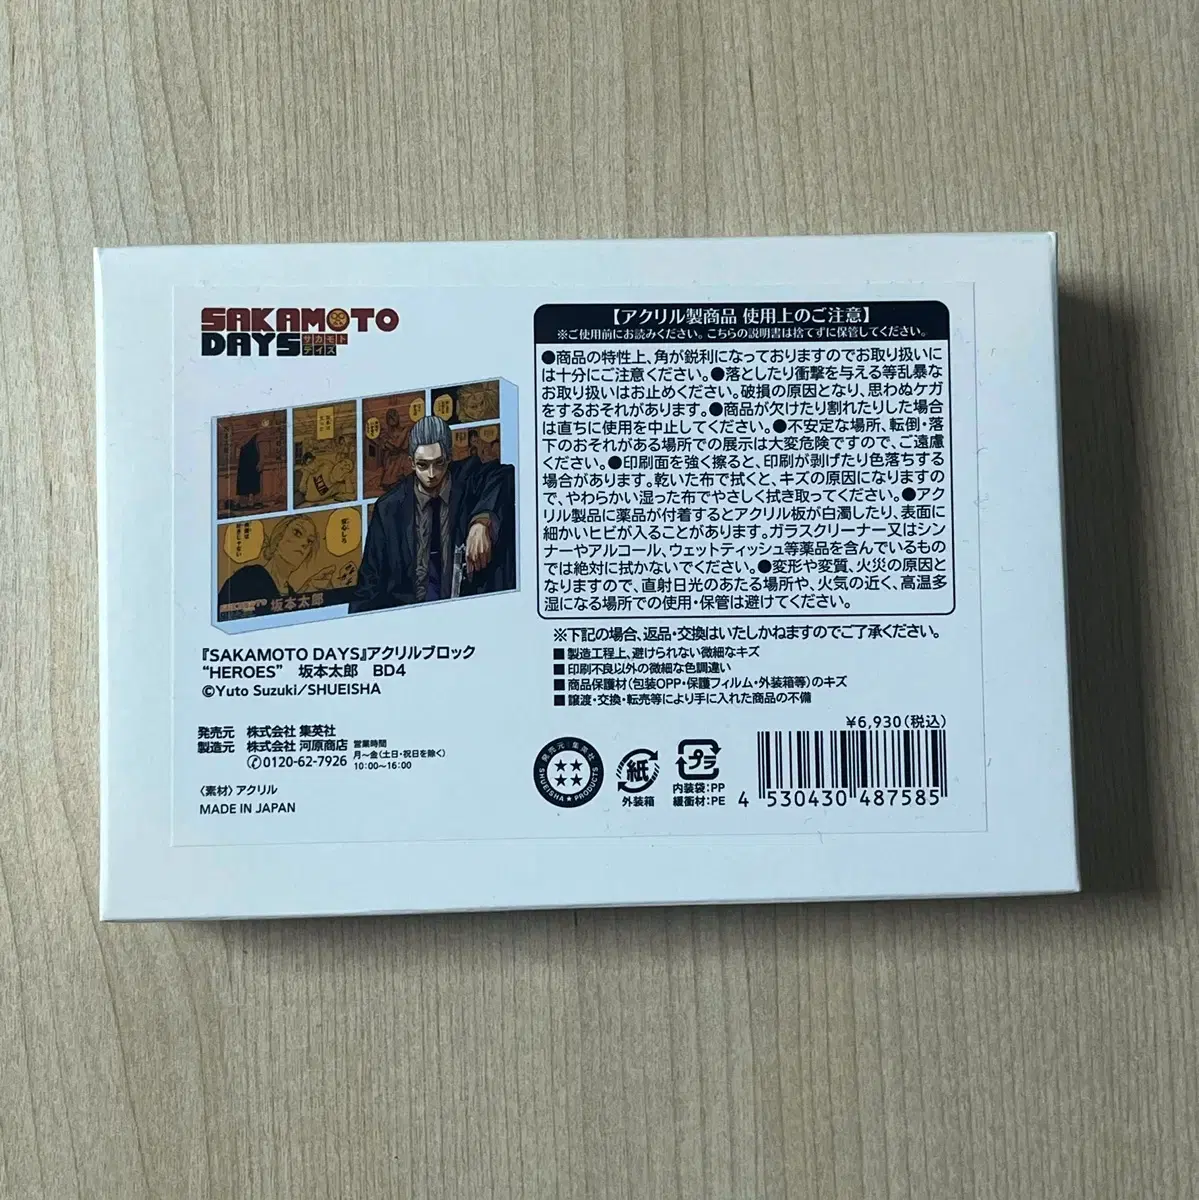 SAKAMOTO
DAYS サカモト
デイズ
坂本太郎
『SAKAMOTO DAYS』アクリルブロック
“HEROES” 坂本太郎 BD4
©Yuto Suzuki/SHUEISHA
発売元 株式会社 集英社
製造元 株式会社 河原商店
0120-62-7926
営業時間
月～金(土日・祝日を除く)
10:00～16:00
〈素材〉アクリル
MADE IN JAPAN
【アクリル製商品 使用上のご注意】
※ご使用前にお読みください。こちらの説明書は捨てずに保管してください。
●商品の特性上、角が鋭利になっておりますのでお取り扱いに
は十分にご注意ください。●落としたり衝撃を与える等乱暴な
お取り扱いはお止めください。破損の原因となり、思わぬケガ
をするおそれがあります。●商品が欠けたり割れたりした場合
は直ちに使用を中止してください。●不安定な場所、転倒・落
下のおそれがある場所での展示は大変危険ですので、ご遠慮
ください。●印刷面を強く擦ると、印刷が剥げたり色落ちする
場合があります。乾いた布で拭くと、キズの原因になりますの
で、やわらかい湿った布でやさしく拭き取ってください。●アク
リル製品に薬品が付着するとアクリル板が白濁したり、表面に
細かいヒビが入ることがあります。ガラスクリーナー又はシン
ナーやアルコール、ウェットティッシュ等薬品を含んでいるもの
では絶対に拭かないでください。●変形や変質、火災の原因と
なりますので、直射日光のあたる場所や、火気の近く、高温多
湿になる場所での使用・保管は避けてください。
※下記の場合、返品・交換はいたしかねますのでご了承ください。
■製造工程上、避けられない微細なキズ
■印刷不良以外の微細な色調違い
■商品保護材(包装OPP・保護フィルム・外装箱等)のキズ
■譲渡・交換・転売等により手に入れた商品の不備
¥6,930(税込)
発売元 集英社
SHUEISHA PRODUCTS
紙
外装箱
プラ
内装袋:PP
緩衝材:PE
4 530430 487585